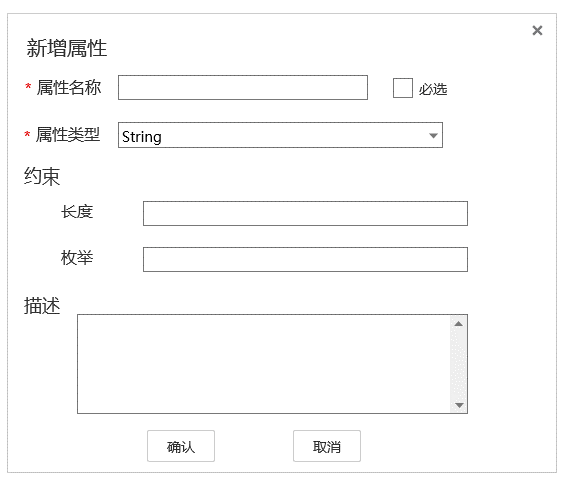 新增属性
* 属性名称 必选
* 属性类型 String
约束
长度
枚举
描述
确认 取消